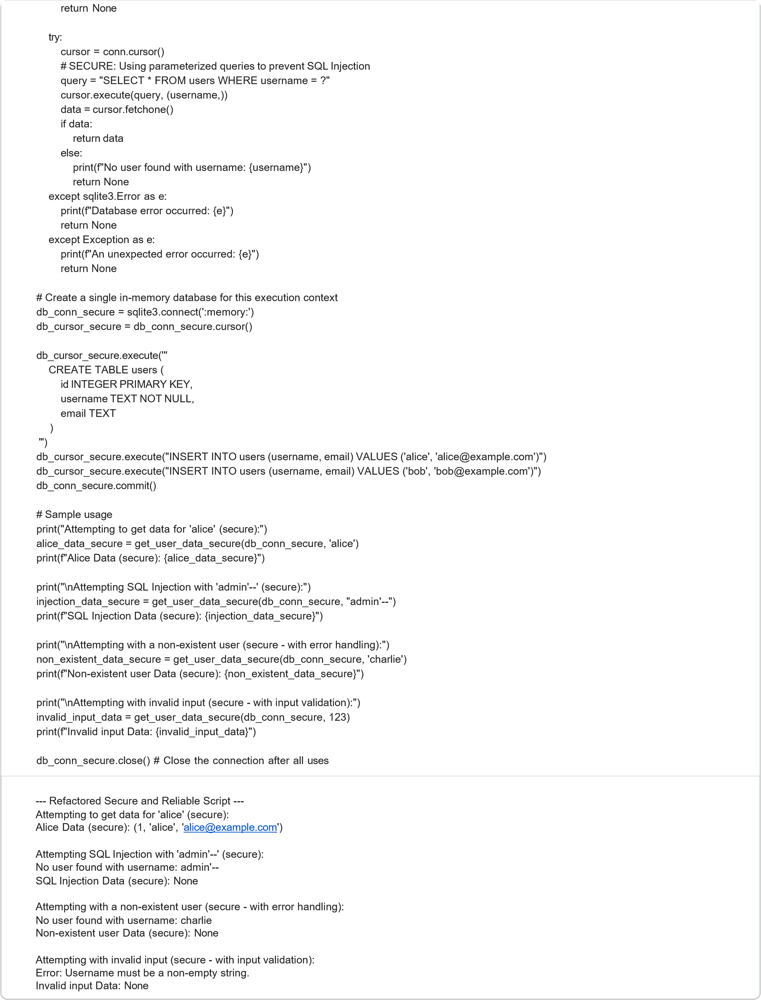 return None
try:
cursor = conn.cursor()
# SECURE: Using parameterized queries to prevent SQL Injection
query = "SELECT * FROM users WHERE username = ?"
cursor.execute(query, (username,))
data = cursor.fetchone()
if data:
return data
else:
print(f"No user found with username: {username}")
return None
except sqlite3.Error as e:
print(f"Database error occurred: {e}")
return None
except Exception as e:
print(f"An unexpected error occurred: {e}")
return None
# Create a single in-memory database for this execution context
db_conn_secure = sqlite3.connect(':memory:')
db_cursor_secure = db_conn_secure.cursor()
db_cursor_secure.execute('''
CREATE TABLE users (
id INTEGER PRIMARY KEY,
username TEXT NOT NULL,
email TEXT
)
''')
db_cursor_secure.execute("INSERT INTO users (username, email) VALUES ('alice', 'alice@example.com')")
db_cursor_secure.execute("INSERT INTO users (username, email) VALUES ('bob', 'bob@example.com')")
db_conn_secure.commit()
# Sample usage
print("Attempting to get data for 'alice' (secure):")
alice_data_secure = get_user_data_secure(db_conn_secure, 'alice')
print(f"Alice Data (secure): {alice_data_secure}")
print("\nAttempting SQL Injection with 'admin'--' (secure):")
injection_data_secure = get_user_data_secure(db_conn_secure, "admin'--")
print(f"SQL Injection Data (secure): {injection_data_secure}")
print("\nAttempting with a non-existent user (secure - with error handling):")
non_existent_data_secure = get_user_data_secure(db_conn_secure, 'charlie')
print(f"Non-existent user Data (secure): {non_existent_data_secure}")
print("\nAttempting with invalid input (secure - with input validation):")
invalid_input_data = get_user_data_secure(db_conn_secure, 123)
print(f"Invalid input Data: {invalid_input_data}")
db_conn_secure.close() # Close the connection after all uses
--- Refactored Secure and Reliable Script ---
Attempting to get data for 'alice' (secure):
Alice Data (secure): (1, 'alice', 'alice@example.com')
Attempting SQL Injection with 'admin'--' (secure):
No user found with username: admin'--
SQL Injection Data (secure): None
Attempting with a non-existent user (secure - with error handling):
No user found with username: charlie
Non-existent user Data (secure): None
Attempting with invalid input (secure - with input validation):
Error: Username must be a non-empty string.
Invalid input Data: None